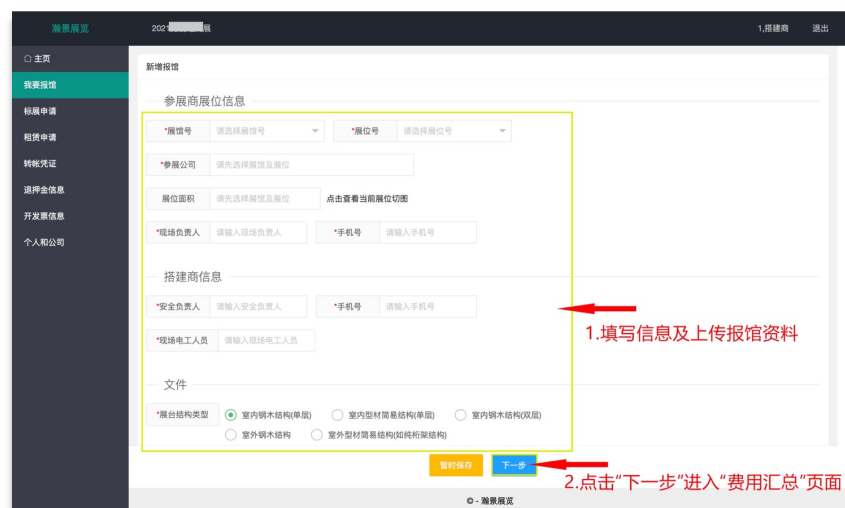 瀚景展览 2021 展 1,搭建商 退出
主页
我要报馆
标展申请
租赁申请
转帐凭证
退押金信息
开发票信息
个人和公司
新增报馆
参展商展位信息
*展馆号 请选择展馆号 *展位号 请选择展位号
*参展公司 请先选择展馆及展位
展位面积 请先选择展馆及展位 点击查看当前展位切图
*现场负责人 请输入现场负责人 *手机号 请输入手机号
搭建商信息
*安全负责人 请输入安全负责人 *手机号 请输入手机号
*现场电工人员 请输入现场电工人员
1.填写信息及上传报馆资料
文件
*展台结构类型 室内钢木结构(单层) 室内型材简易结构(单层) 室内钢木结构(双层)
室外钢木结构 室外型材简易结构(如纯桁架结构)
暂时保存 下一步
2.点击“下一步”进入“费用汇总”页面
© - 瀚景展览